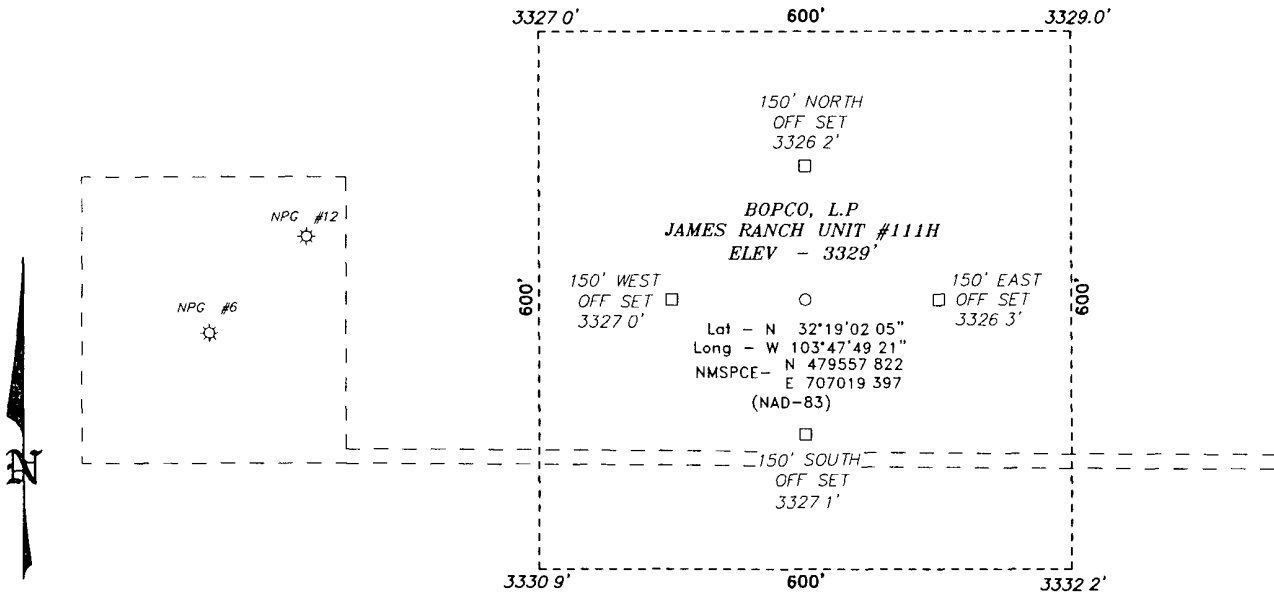 3327 0'
600'
3329.0'
150' NORTH
OFF SET
3326 2'
NPG #12
BOPCO, L.P
JAMES RANCH UNIT #111H
ELEV - 3329'
600'
150' WEST
OFF SET
3327 0'
150' EAST
OFF SET
3326 3'
600'
NPG #6
Lat - N 32°19'02 05"
Long - W 103°47'49 21"
NMSPCE- N 479557 822
E 707019 397
(NAD-83)
N
150' SOUTH
OFF SET
3327 1'
3330 9'
600'
3332 2'